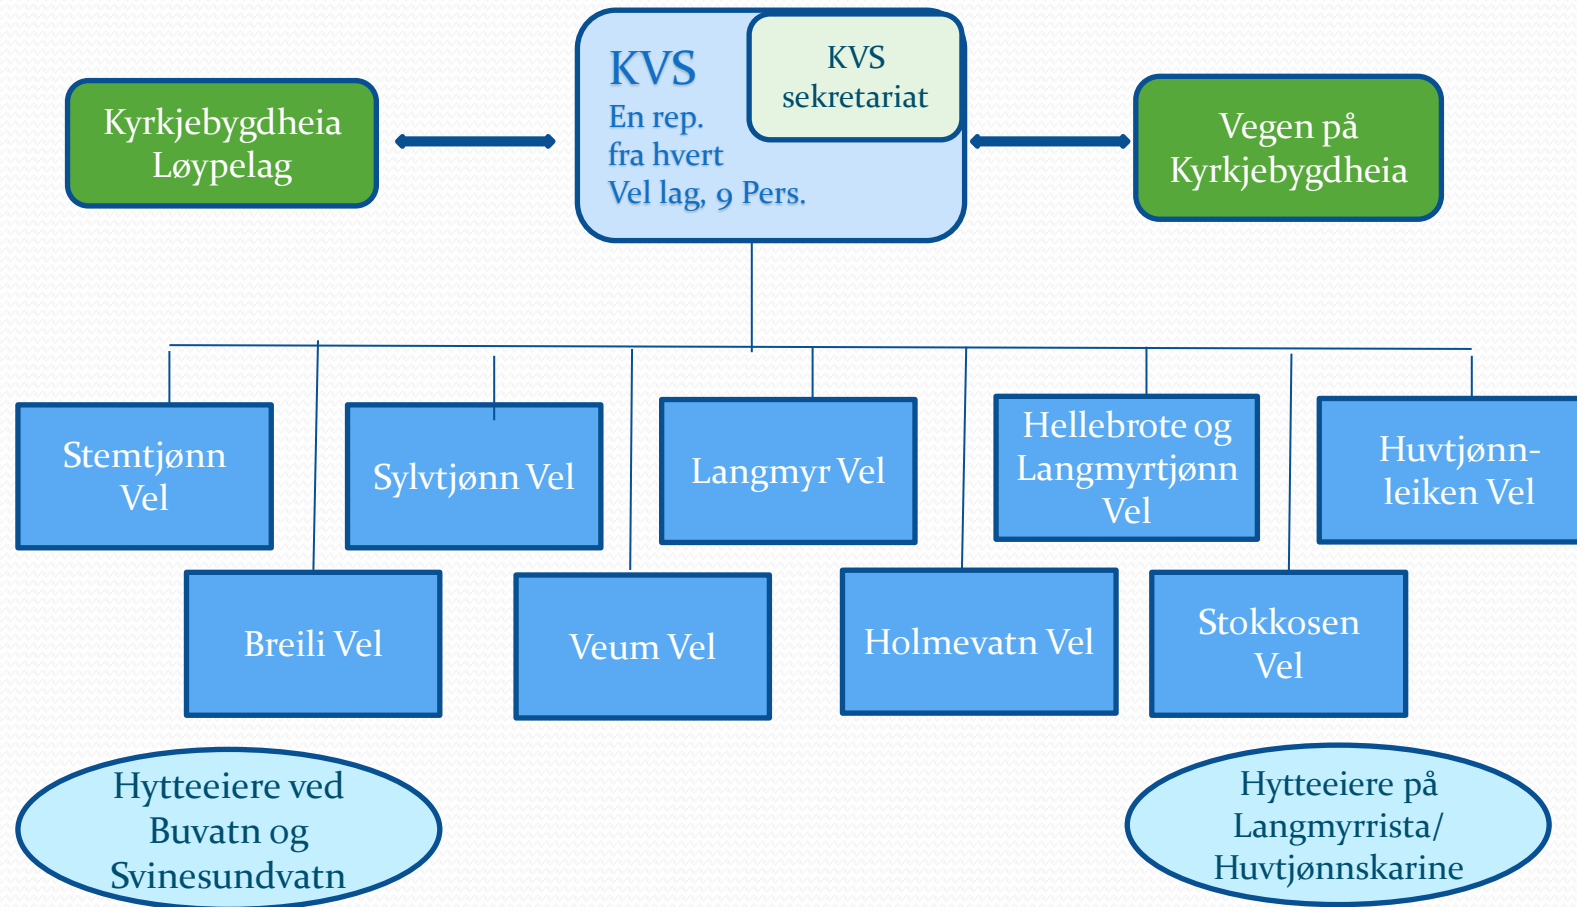 KVS
En rep.
fra hvert
Vel lag, 9 Pers.
KVS
sekretariat
Kyrkjebygdheia
Løypelag
Vegen på
Kyrkjebygdheia
Stemtjønn
Vel
Sylvtjønn Vel
Langmyr Vel
Hellebrote og
Langmyrtjønn
Vel
Huvtjønn-
leiken Vel
Breili Vel
Veum Vel
Holmevatn Vel
Stokkosen
Vel
Hytteeiere ved
Buvatn og
Svinesundvatn
Hytteeiere på
Langmyrrista/
Huvtjønnskarine